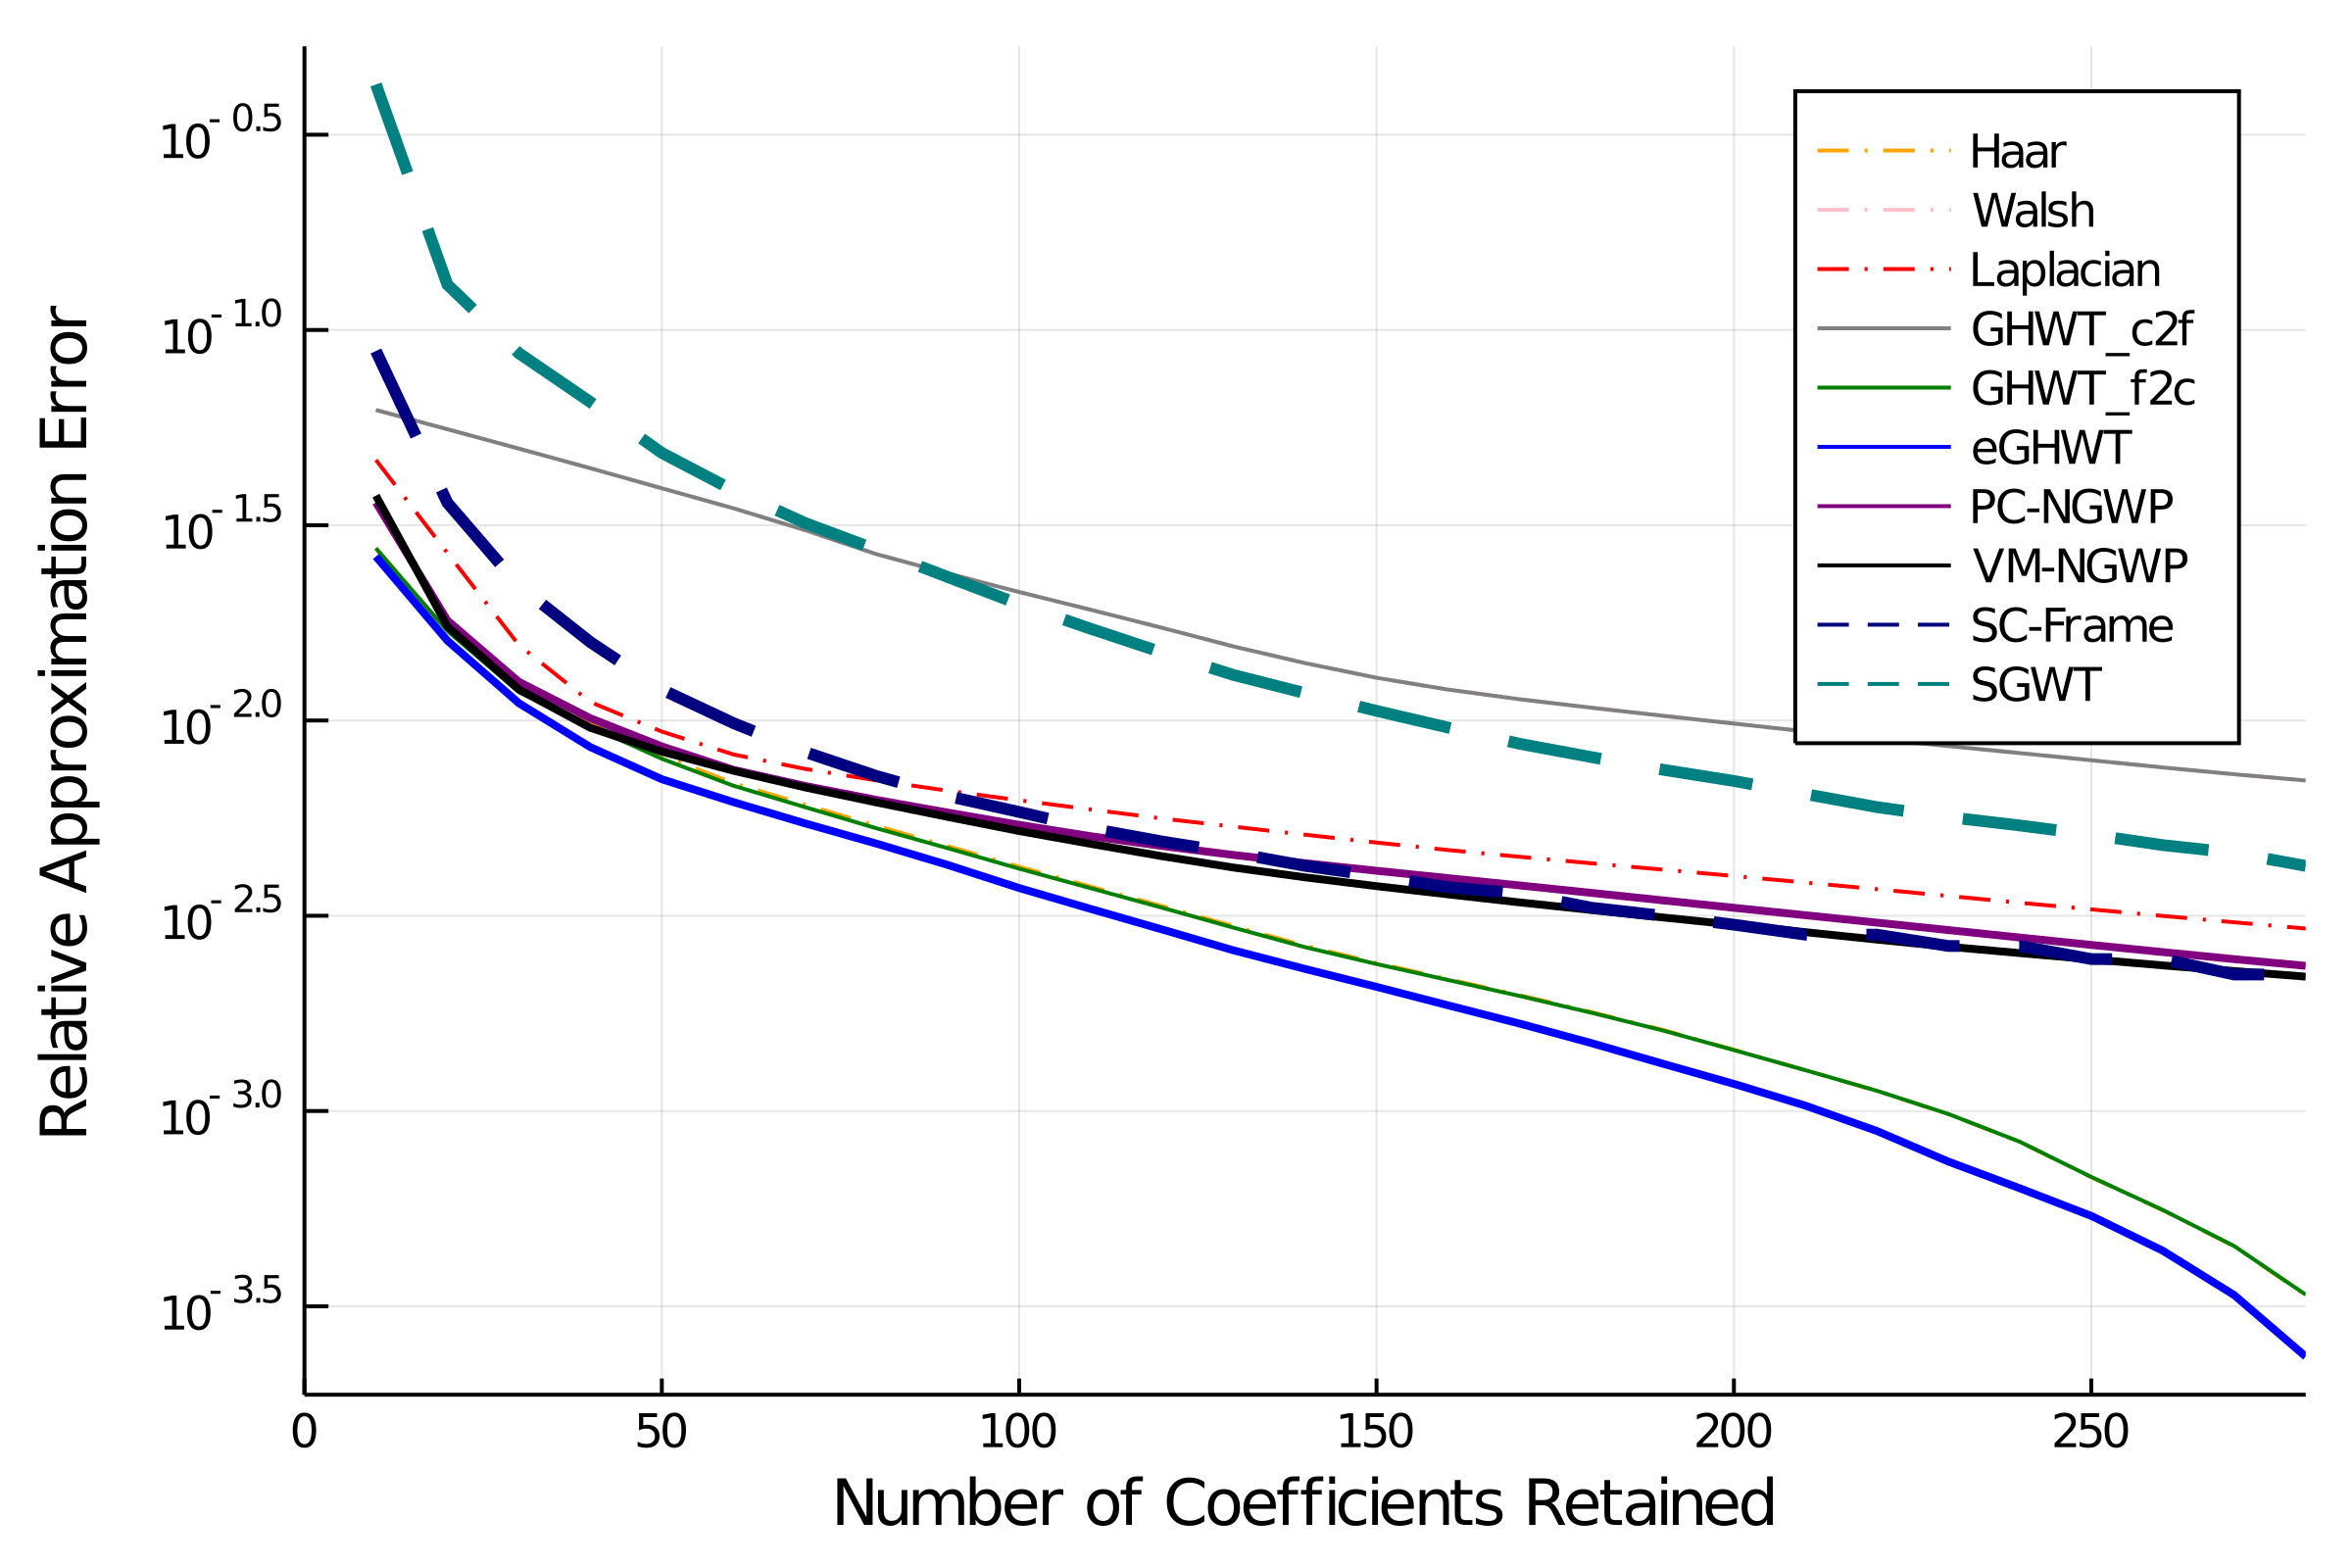 Relative Approximation Error
10^-0.5
10^-1.0
10^-1.5
10^-2.0
10^-2.5
10^-3.0
10^-3.5
Haar
Walsh
Laplacian
GHWT_c2f
GHWT_f2c
eGHWT
PC-NGWP
VM-NGWP
SC-Frame
SGWT
0 50 100 150 200 250
Number of Coefficients Retained